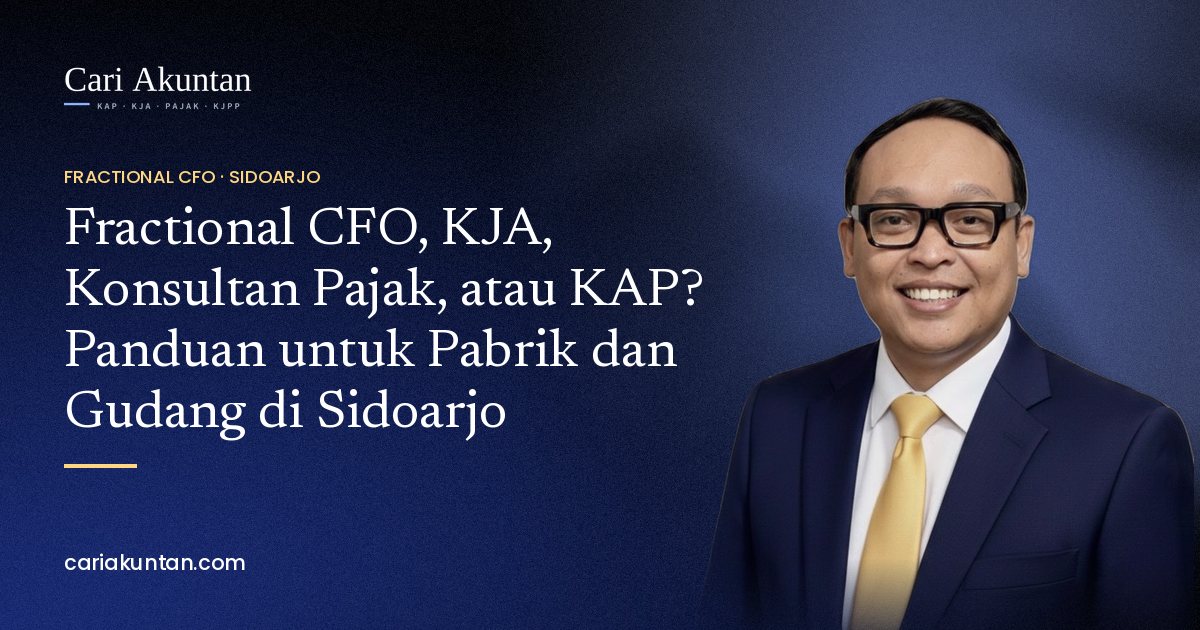 Cari Akuntan
KAP · KJA · PAJAK · KJPP
FRACTIONAL CFO · SIDOARJO
Fractional CFO, KJA,
Konsultan Pajak, atau KAP?
Panduan untuk Pabrik dan
Gudang di Sidoarjo
cariakuntan.com